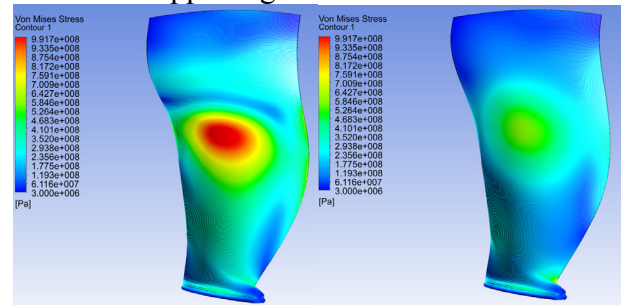 Von Mises Stress
Contour 1
9.917e+008
9.335e+008
8.754e+008
8.172e+008
7.591e+008
7.009e+008
6.427e+008
5.846e+008
5.264e+008
4.683e+008
4.101e+008
3.520e+008
2.938e+008
2.356e+008
1.775e+008
1.193e+008
6.116e+007
3.000e+006
[Pa]
Von Mises Stress
Contour 1
9.917e+008
9.335e+008
8.754e+008
8.172e+008
7.591e+008
7.009e+008
6.427e+008
5.846e+008
5.264e+008
4.683e+008
4.101e+008
3.520e+008
2.938e+008
2.356e+008
1.775e+008
1.193e+008
6.116e+007
3.000e+006
[Pa]